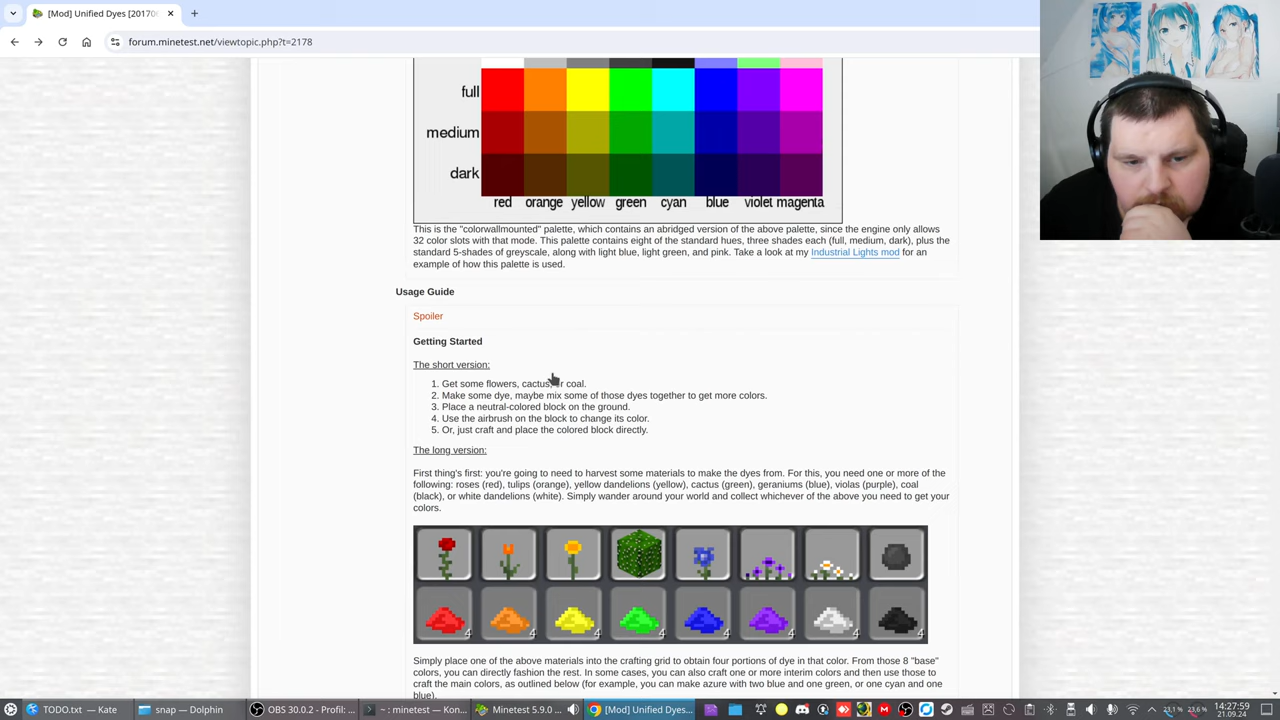 [Mod] Unified Dyes [20170
forum.minetest.net/viewtopic.php?t=2178
full
medium
dark
red orange yellow green cyan blue violet magenta
This is the "colorwallmounted" palette, which contains an abridged version of the above palette, since the engine only allows
32 color slots with that mode. This palette contains eight of the standard hues, three shades each (full, medium, dark), plus the
standard 5-shades of greyscale, along with light blue, light green, and pink. Take a look at my Industrial Lights mod for an
example of how this palette is used.
Usage Guide
Spoiler
Getting Started
The short version:
1. Get some flowers, cactus, or coal.
2. Make some dye, maybe mix some of those dyes together to get more colors.
3. Place a neutral-colored block on the ground.
4. Use the airbrush on the block to change its color.
5. Or, just craft and place the colored block directly.
The long version:
First thing's first: you're going to need to harvest some materials to make the dyes from. For this, you need one or more of the
following: roses (red), tulips (orange), yellow dandelions (yellow), cactus (green), geraniums (blue), violas (purple), coal
(black), or white dandelions (white). Simply wander around your world and collect whichever of the above you need to get your
colors.
4 4 4 4 4 4 4 4
Simply place one of the above materials into the crafting grid to obtain four portions of dye in that color. From those 8 "base"
colors, you can directly fashion the rest. In some cases, you can also craft one or more interim colors and then use those to
craft the main colors, as outlined below (for example, you can make azure with two blue and one green, or one cyan and one
blue).
TODO.txt — Kate
snap — Dolphin
OBS 30.0.2 - Profil: ...
~ : minetest — Kon...
Minetest 5.9.0 ...
[Mod] Unified Dyes...
23,1 % 23,6 %
14:27:59
21.09.24